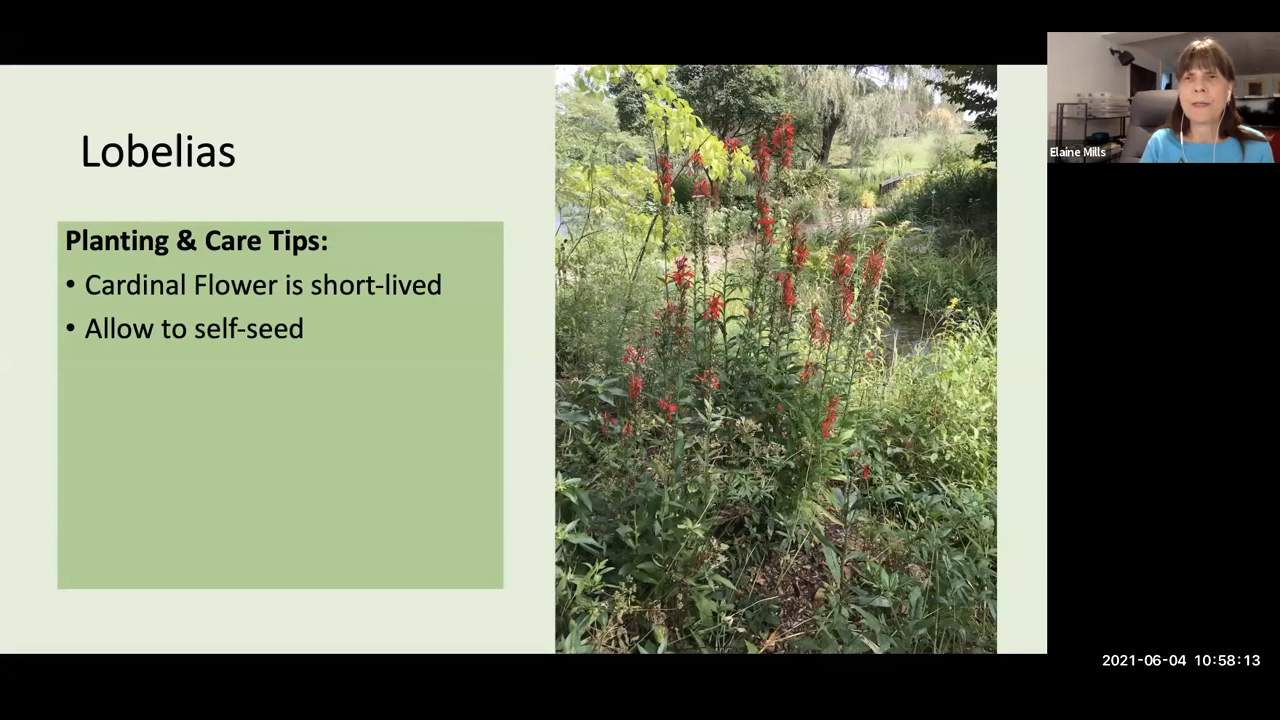 Lobelias
Planting & Care Tips:
• Cardinal Flower is short-lived
• Allow to self-seed
Elaine Mills
2021-06-04 10:58:13